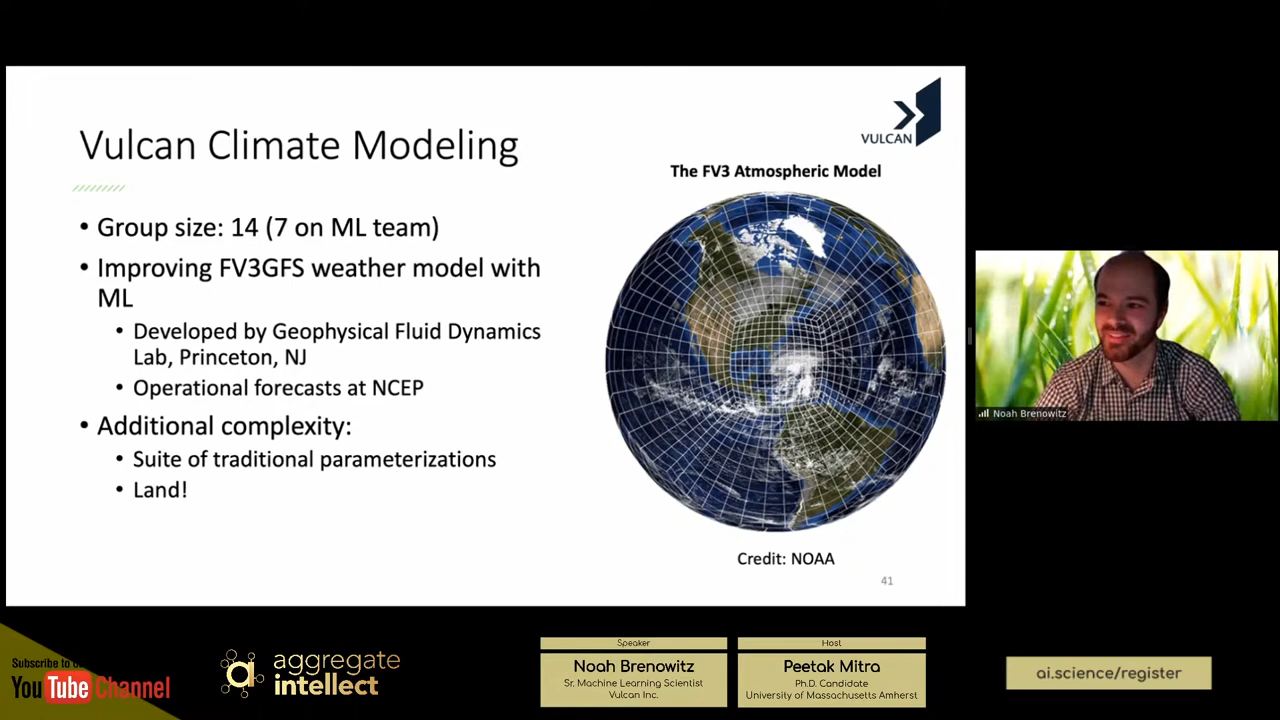 Vulcan Climate Modeling
VULCAN
The FV3 Atmospheric Model
• Group size: 14 (7 on ML team)
• Improving FV3GFS weather model with
ML
• Developed by Geophysical Fluid Dynamics
Lab, Princeton, NJ
• Operational forecasts at NCEP
• Additional complexity:
• Suite of traditional parameterizations
• Land!
Credit: NOAA
41
Noah Brenowitz
Subscribe to
YouTube Channel
aggregate
intellect
Speaker
Noah Brenowitz
Sr. Machine Learning Scientist
Vulcan Inc.
Host
Peetak Mitra
Ph.D. Candidate
University of Massachusetts Amherst
ai.science/register